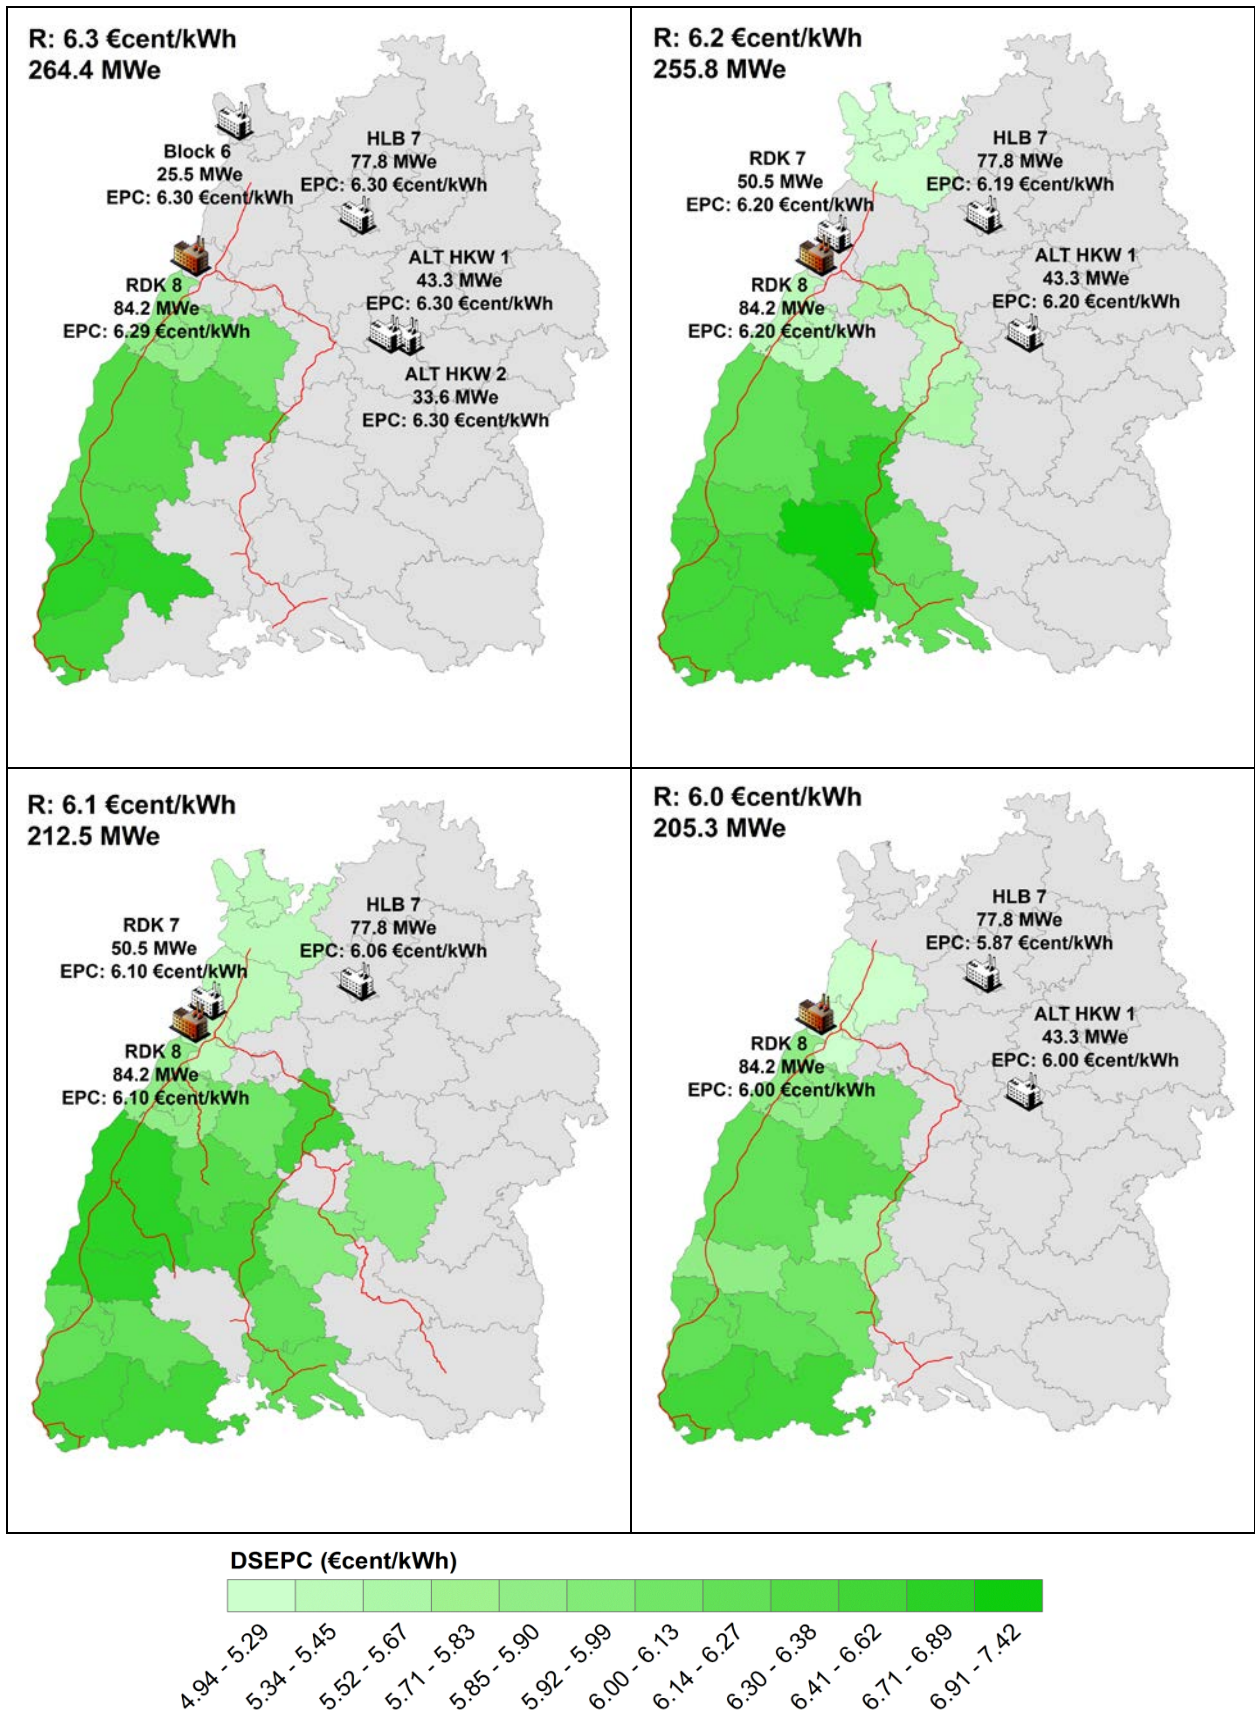 R: 6.3 €cent/kWh
264.4 MWe
Block 6
25.5 MWe
EPC: 6.30 €cent/kWh
HLB 7
77.8 MWe
EPC: 6.30 €cent/kWh
RDK 8
84.2 MWe
EPC: 6.29 €cent/kWh
ALT HKW 1
43.3 MWe
EPC: 6.30 €cent/kWh
ALT HKW 2
33.6 MWe
EPC: 6.30 €cent/kWh
R: 6.2 €cent/kWh
255.8 MWe
RDK 7
50.5 MWe
EPC: 6.20 €cent/kWh
HLB 7
77.8 MWe
EPC: 6.19 €cent/kWh
RDK 8
84.2 MWe
EPC: 6.20 €cent/kWh
ALT HKW 1
43.3 MWe
EPC: 6.20 €cent/kWh
R: 6.1 €cent/kWh
212.5 MWe
RDK 7
50.5 MWe
EPC: 6.10 €cent/kWh
HLB 7
77.8 MWe
EPC: 6.06 €cent/kWh
RDK 8
84.2 MWe
EPC: 6.10 €cent/kWh
R: 6.0 €cent/kWh
205.3 MWe
HLB 7
77.8 MWe
EPC: 5.87 €cent/kWh
RDK 8
84.2 MWe
EPC: 6.00 €cent/kWh
ALT HKW 1
43.3 MWe
EPC: 6.00 €cent/kWh
DSEPC (€cent/kWh)
4.94 - 5.29
5.34 - 5.45
5.52 - 5.67
5.71 - 5.83
5.85 - 5.90
5.92 - 5.99
6.00 - 6.13
6.14 - 6.27
6.30 - 6.38
6.41 - 6.62
6.71 - 6.89
6.91 - 7.42